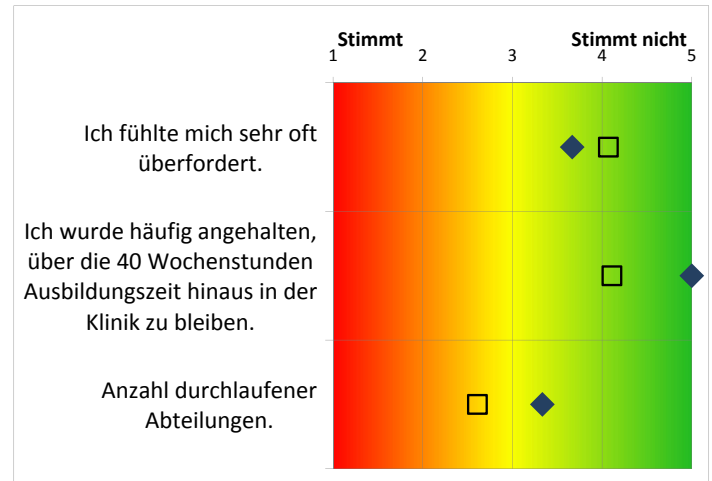 Stimmt Stimmt nicht
1 2 3 4 5
Ich fühlte mich sehr oft
überfordert.
Ich wurde häufig angehalten,
über die 40 Wochenstunden
Ausbildungszeit hinaus in der
Klinik zu bleiben.
Anzahl durchlaufener
Abteilungen.